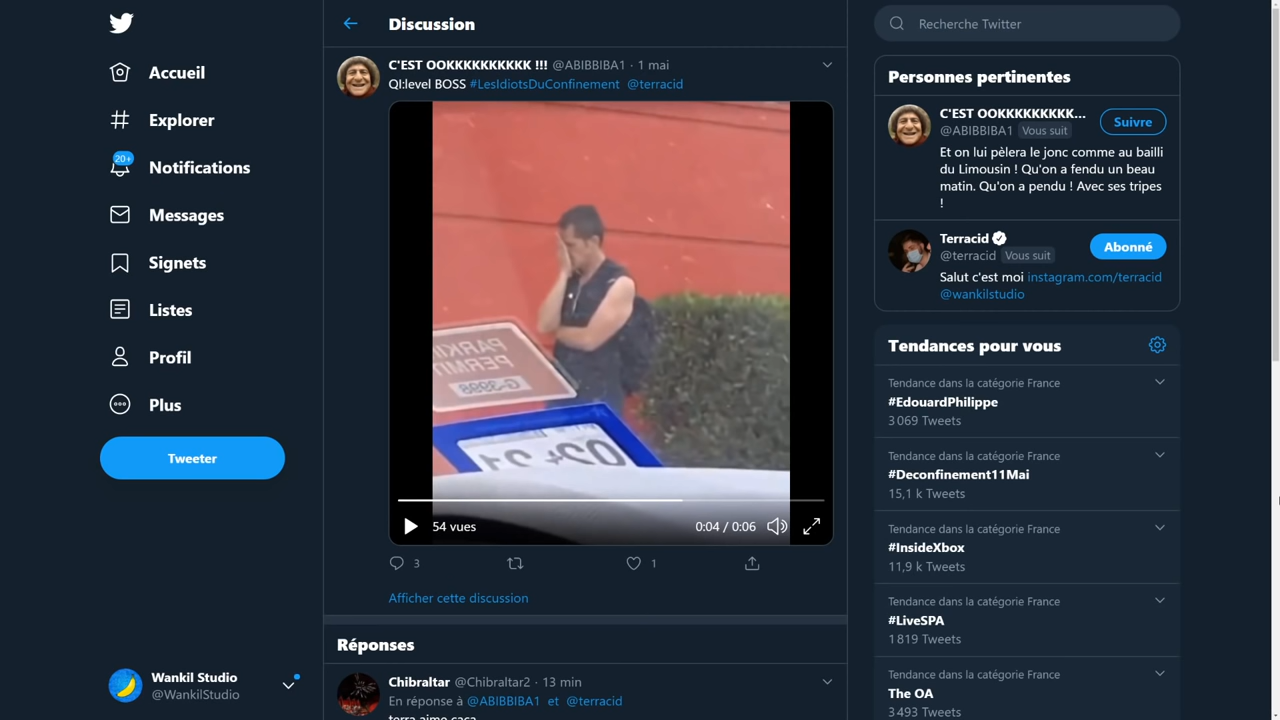 Accueil
Explorer
20+
Notifications
Messages
Signets
Listes
Profil
Plus
Tweeter
Wankil Studio
@WankilStudio
Discussion
C'EST OOKKKKKKKKKK !!! @ABIBBIBA1 · 1 mai
QI:level BOSS #LesIdiotsDuConfinement @terracid
PARKING
PERMIT
54 vues
0:04 / 0:06
3
1
Afficher cette discussion
Réponses
Chibraltar @Chibraltar2 · 13 min
En réponse à @ABIBBIBA1 et @terracid
terra aime caca
Recherche Twitter
Personnes pertinentes
C'EST OOKKKKKKKKK...
@ABIBBIBA1 Vous suit
Suivre
Et on lui pèlera le jonc comme au bailli
du Limousin ! Qu'on a fendu un beau
matin. Qu'on a pendu ! Avec ses tripes
!
Terracid
@terracid Vous suit
Abonné
Salut c'est moi instagram.com/terracid
@wankilstudio
Tendances pour vous
Tendance dans la catégorie France
#EdouardPhilippe
3 069 Tweets
Tendance dans la catégorie France
#Deconfinement11Mai
15,1 k Tweets
Tendance dans la catégorie France
#InsideXbox
11,9 k Tweets
Tendance dans la catégorie France
#LiveSPA
1 819 Tweets
Tendance dans la catégorie France
The OA
3 493 Tweets